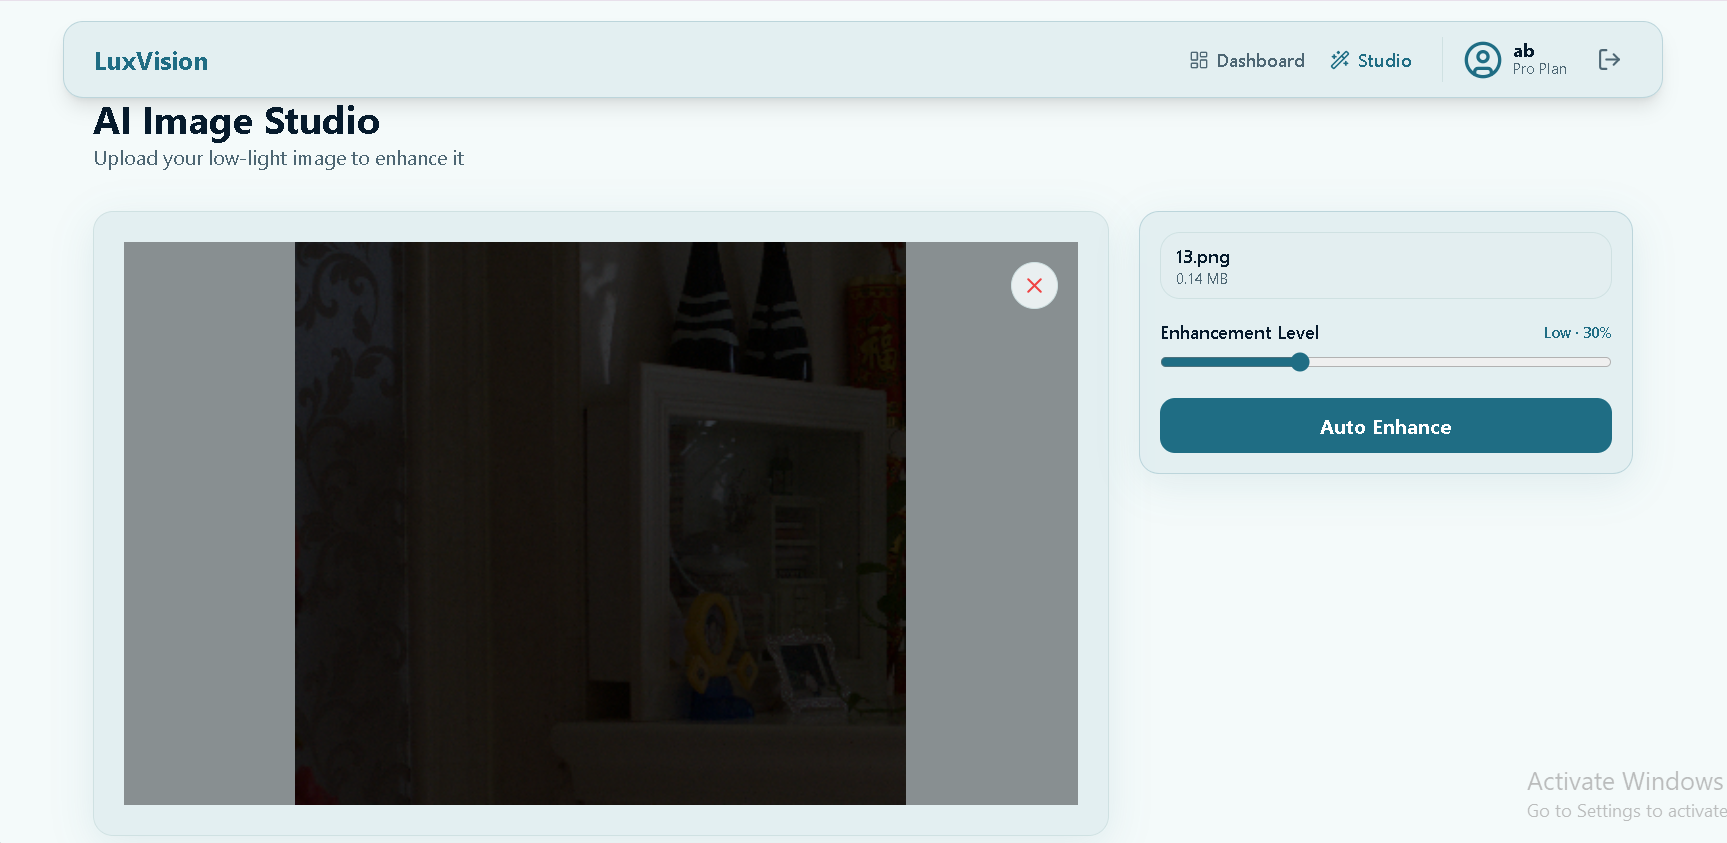 LuxVision
Dashboard
Studio
ab
Pro Plan
AI Image Studio
Upload your low-light image to enhance it
福
13.png
0.14 MB
Enhancement Level
Low · 30%
Auto Enhance
Activate Windows
Go to Settings to activate